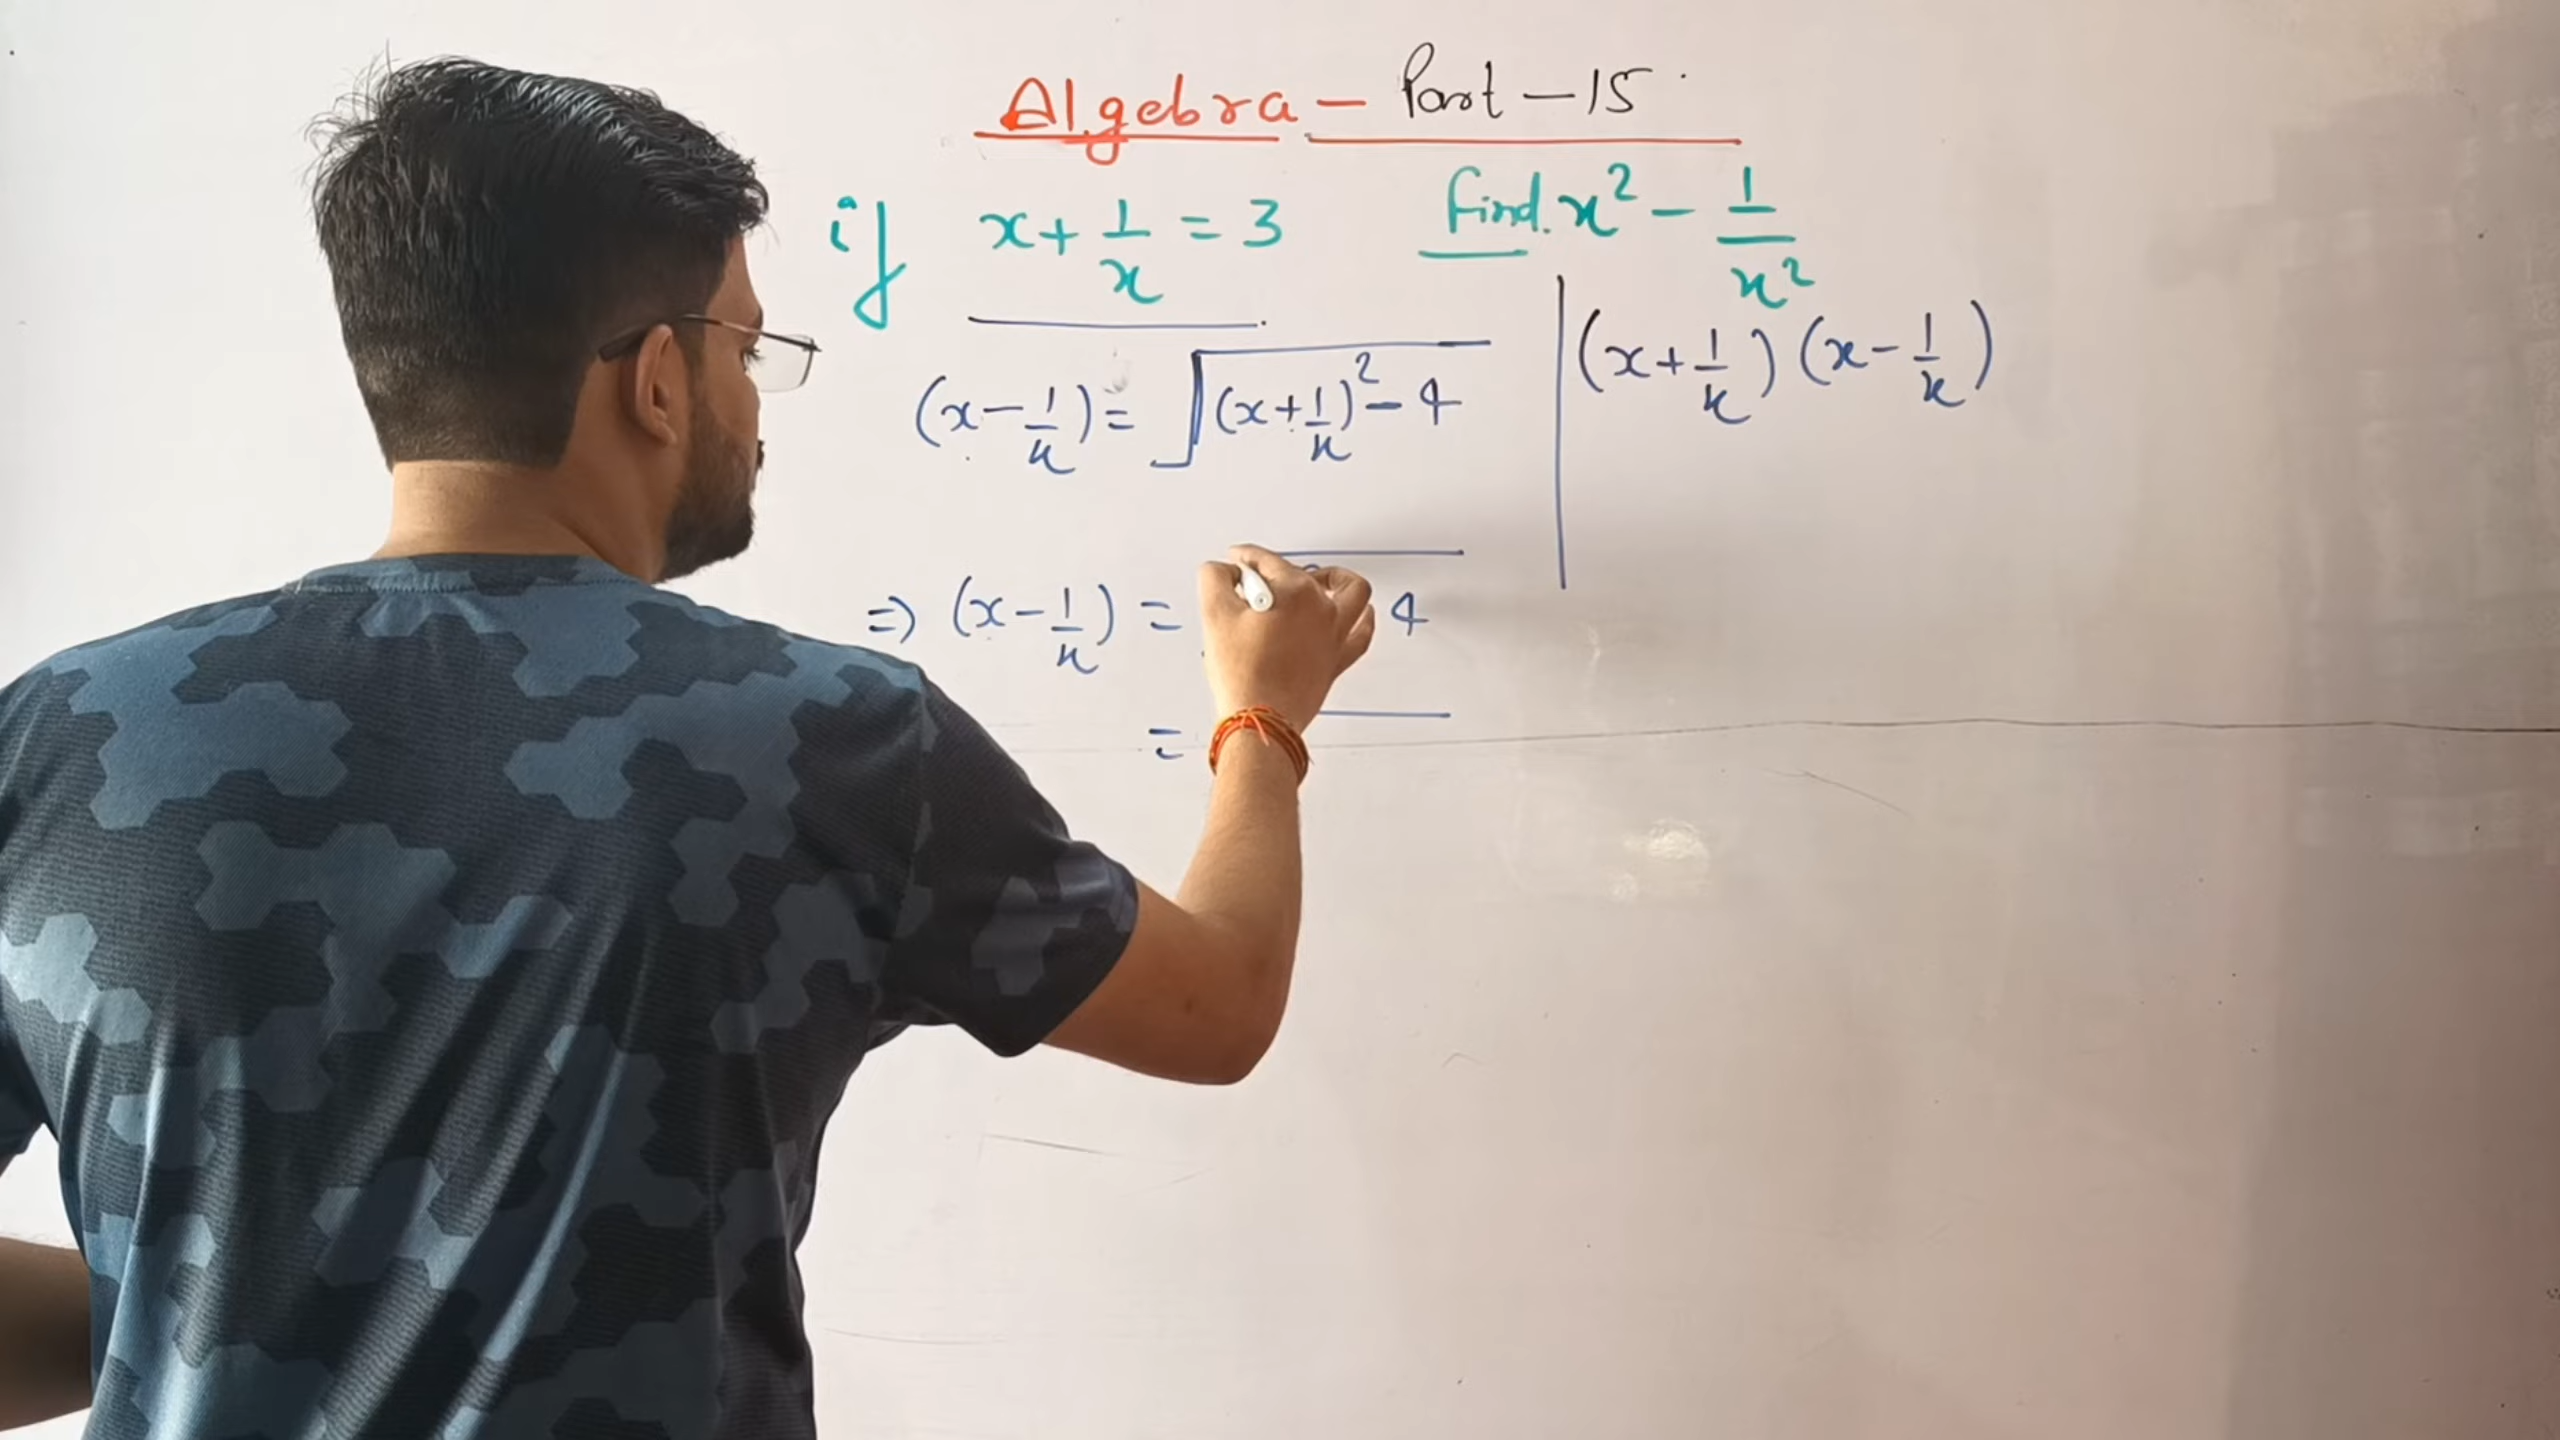 Algebra - Part - 15
if x + 1/x = 3 Find. x² - 1/x²
(x - 1/x) = √((x + 1/x)² - 4)
(x + 1/x) (x - 1/x)
⇒ (x - 1/x) = 4
=